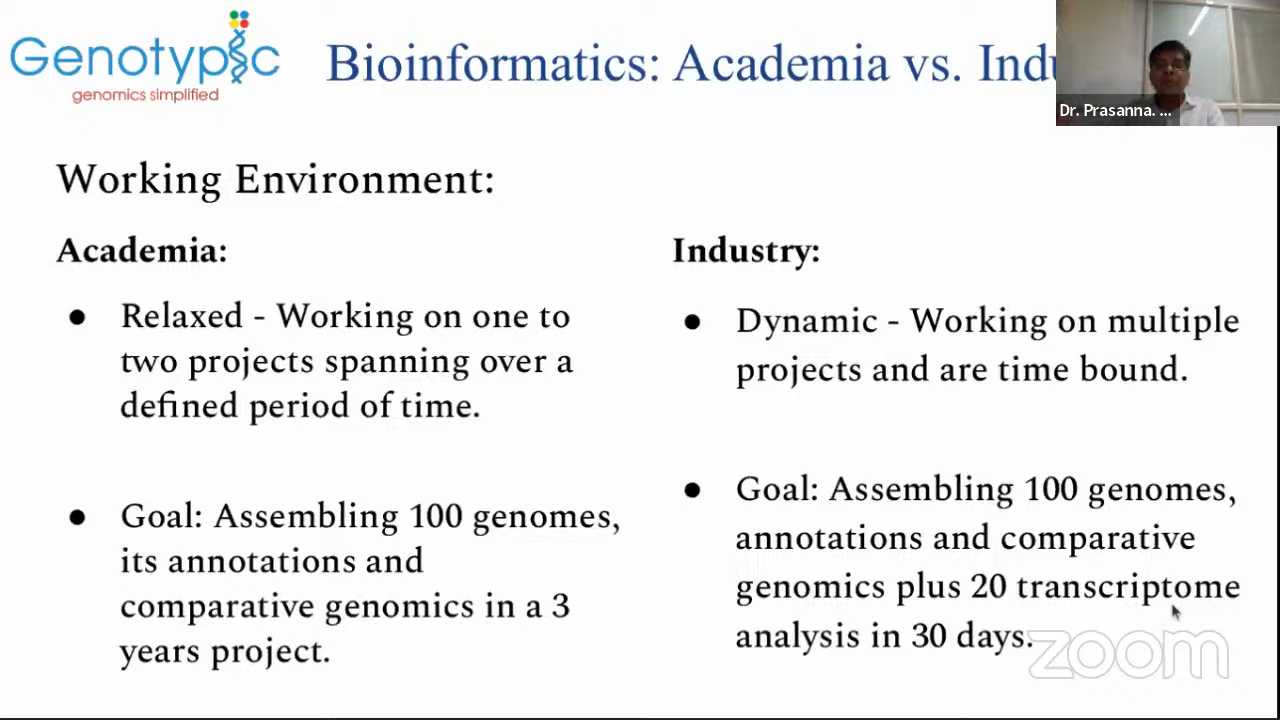 Genotypic
genomics simplified
Bioinformatics: Academia vs. Indu
Dr. Prasanna. ...
Working Environment:
Academia:
● Relaxed - Working on one to
two projects spanning over a
defined period of time.
● Goal: Assembling 100 genomes,
its annotations and
comparative genomics in a 3
years project.
Industry:
● Dynamic - Working on multiple
projects and are time bound.
● Goal: Assembling 100 genomes,
annotations and comparative
genomics plus 20 transcriptome
analysis in 30 days.
zoom